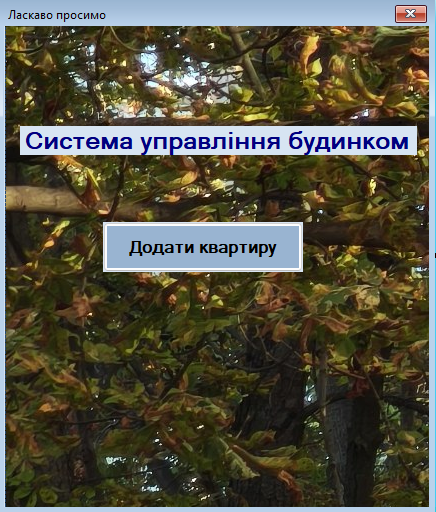 Ласкаво просимо
Система управління будинком
Додати квартиру